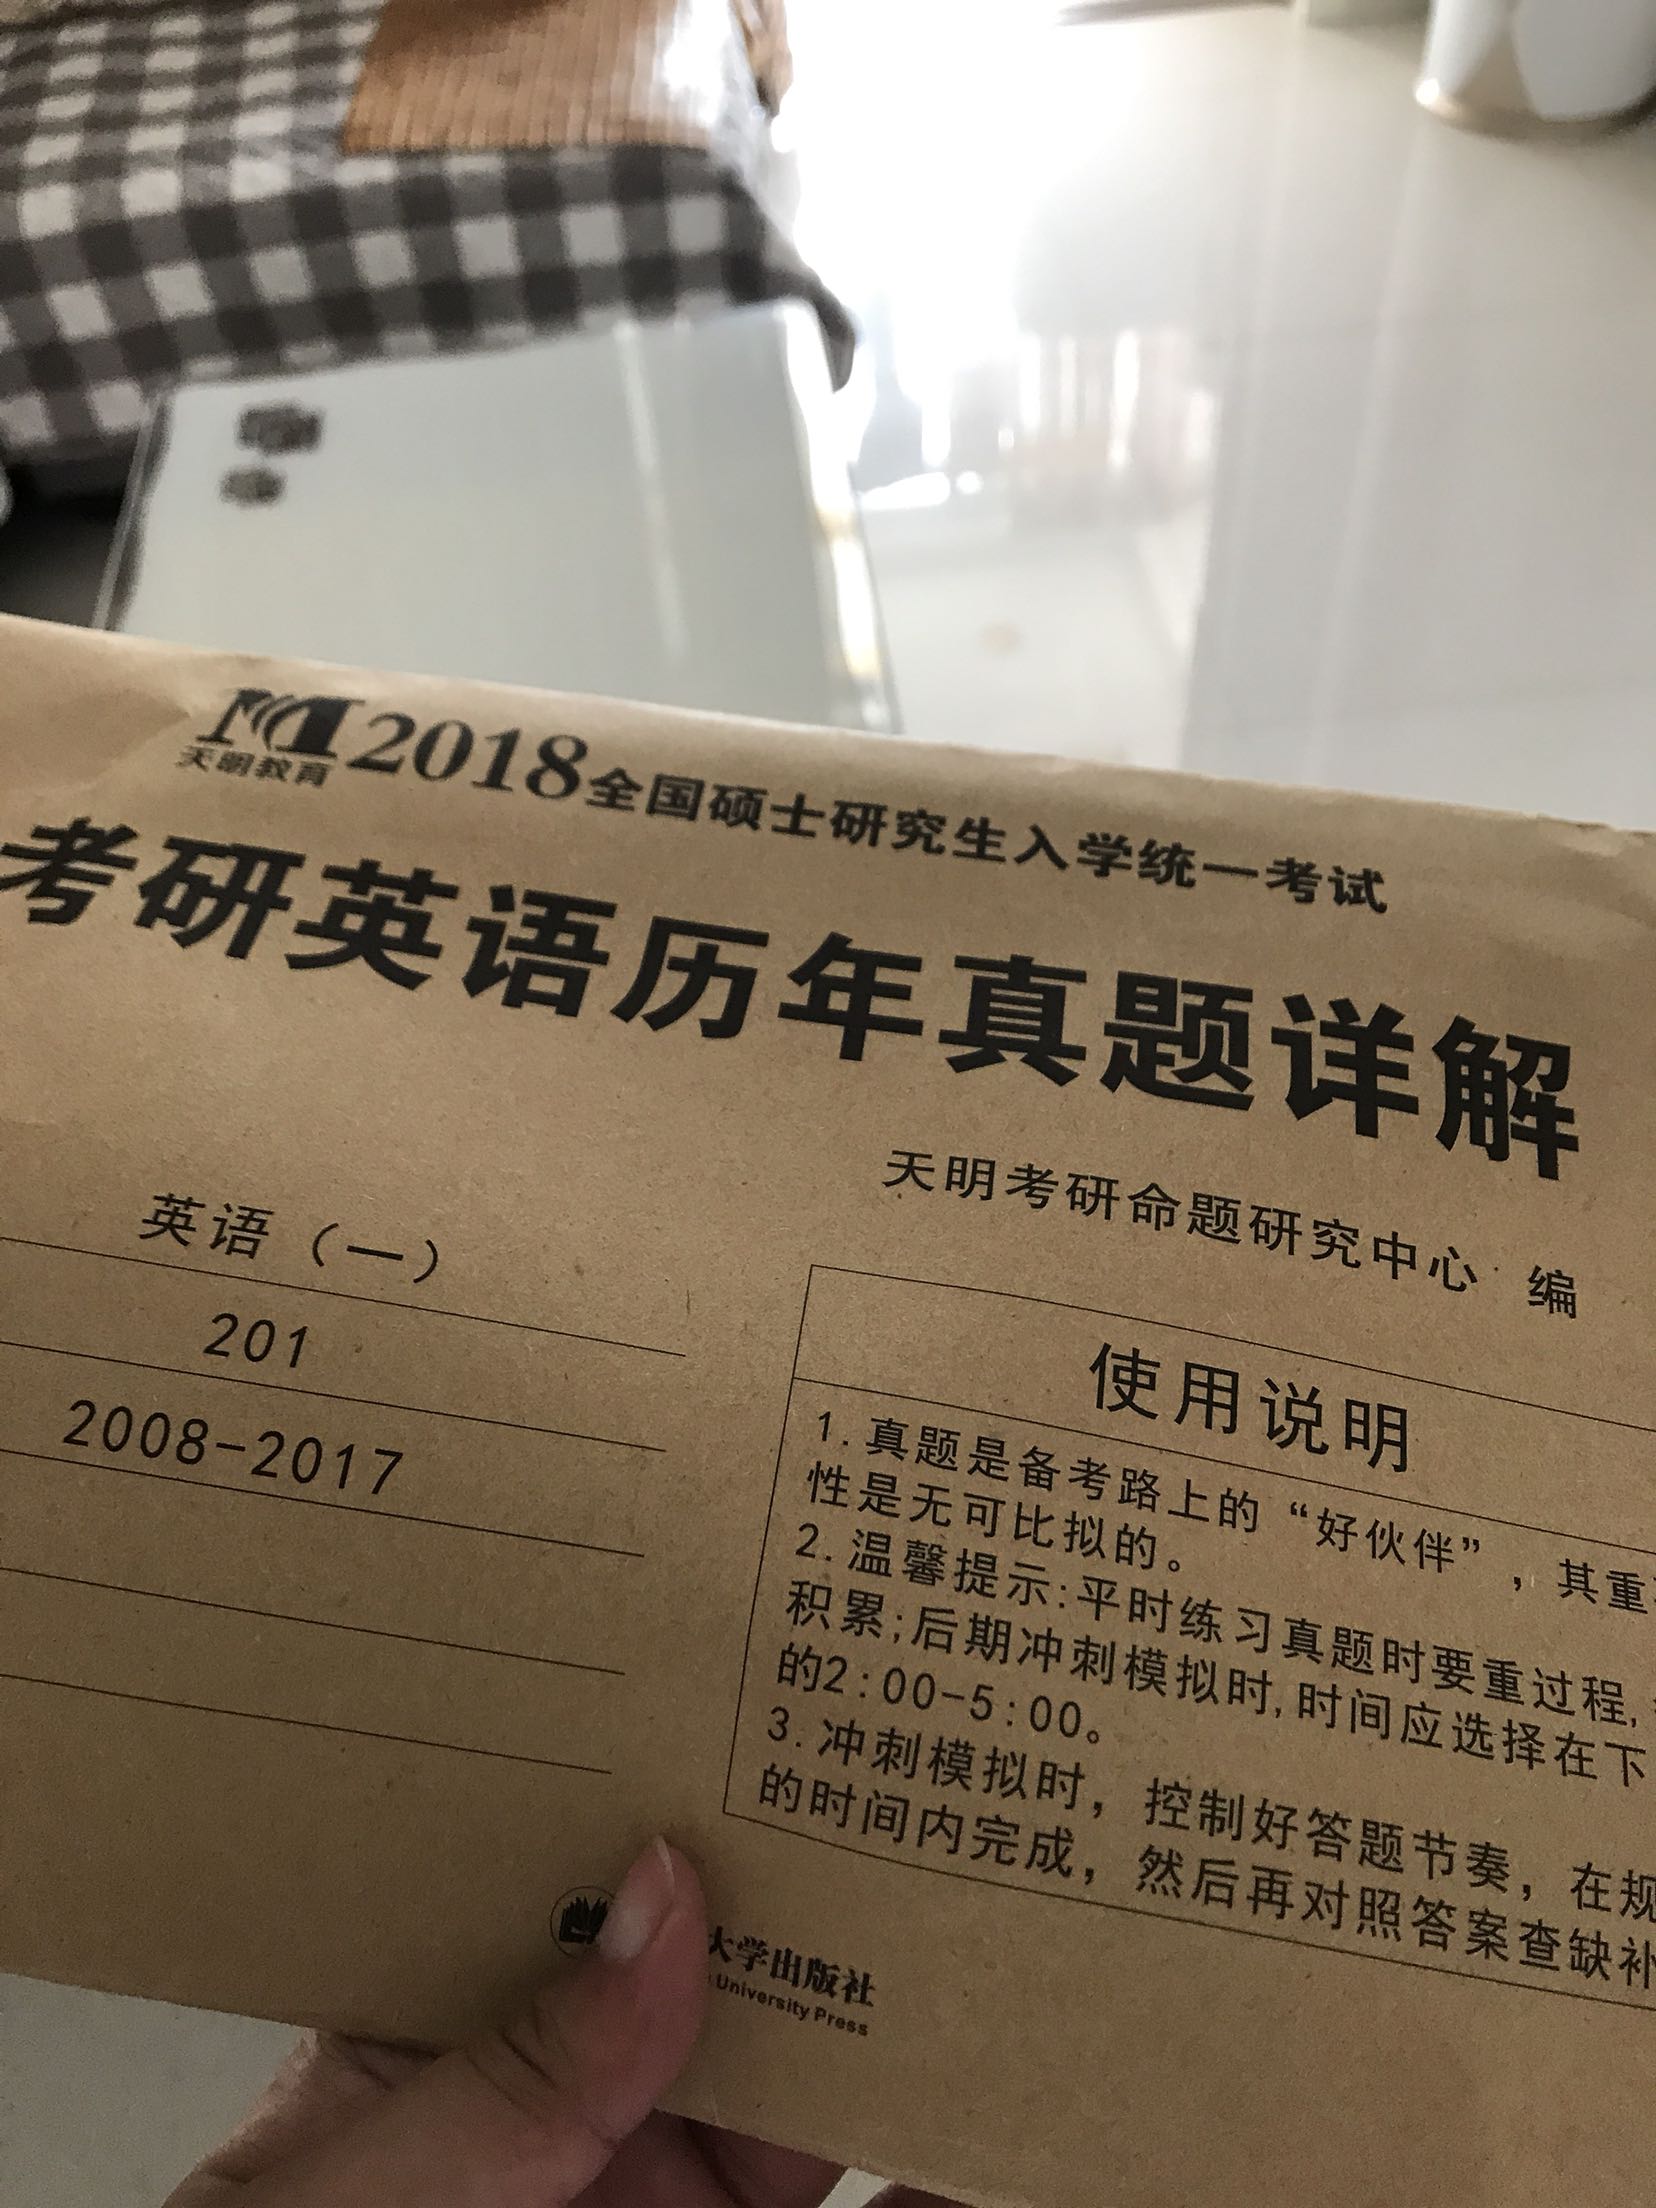 天明教育
2018全国硕士研究生入学统一考试
考研英语历年真题详解
天明考研命题研究中心 编
英语（一）
201
2008-2017
使用说明
1.真题是备考路上的“好伙伴”，其重
性是无可比拟的。
2.温馨提示:平时练习真题时要重过程,
积累;后期冲刺模拟时,时间应选择在下
的2:00-5:00。
3.冲刺模拟时，控制好答题节奏，在规
的时间内完成，然后再对照答案查缺补
大学出版社
University Press